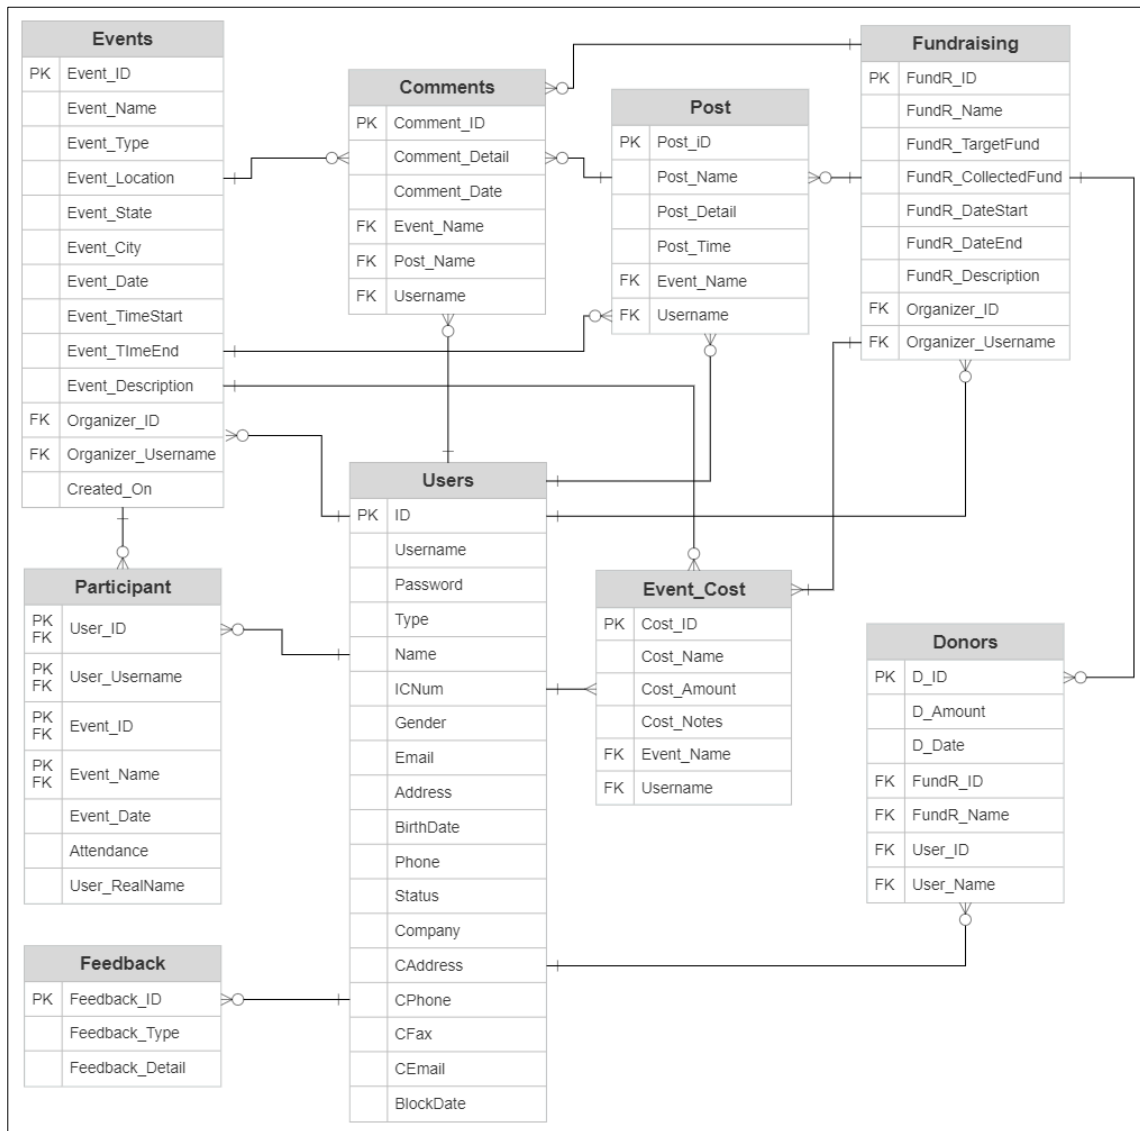 Events
PK Event_ID
Event_Name
Event_Type
Event_Location
Event_State
Event_City
Event_Date
Event_TimeStart
Event_TImeEnd
Event_Description
FK Organizer_ID
FK Organizer_Username
Created_On
Comments
PK Comment_ID
Comment_Detail
Comment_Date
FK Event_Name
FK Post_Name
FK Username
Post
PK Post_iD
Post_Name
Post_Detail
Post_Time
FK Event_Name
FK Username
Fundraising
PK FundR_ID
FundR_Name
FundR_TargetFund
FundR_CollectedFund
FundR_DateStart
FundR_DateEnd
FundR_Description
FK Organizer_ID
FK Organizer_Username
Participant
PK
FK User_ID
PK
FK User_Username
PK
FK Event_ID
PK
FK Event_Name
Event_Date
Attendance
User_RealName
Users
PK ID
Username
Password
Type
Name
ICNum
Gender
Email
Address
BirthDate
Phone
Status
Company
CAddress
CPhone
CFax
CEmail
BlockDate
Event_Cost
PK Cost_ID
Cost_Name
Cost_Amount
Cost_Notes
FK Event_Name
FK Username
Donors
PK D_ID
D_Amount
D_Date
FK FundR_ID
FK FundR_Name
FK User_ID
FK User_Name
Feedback
PK Feedback_ID
Feedback_Type
Feedback_Detail